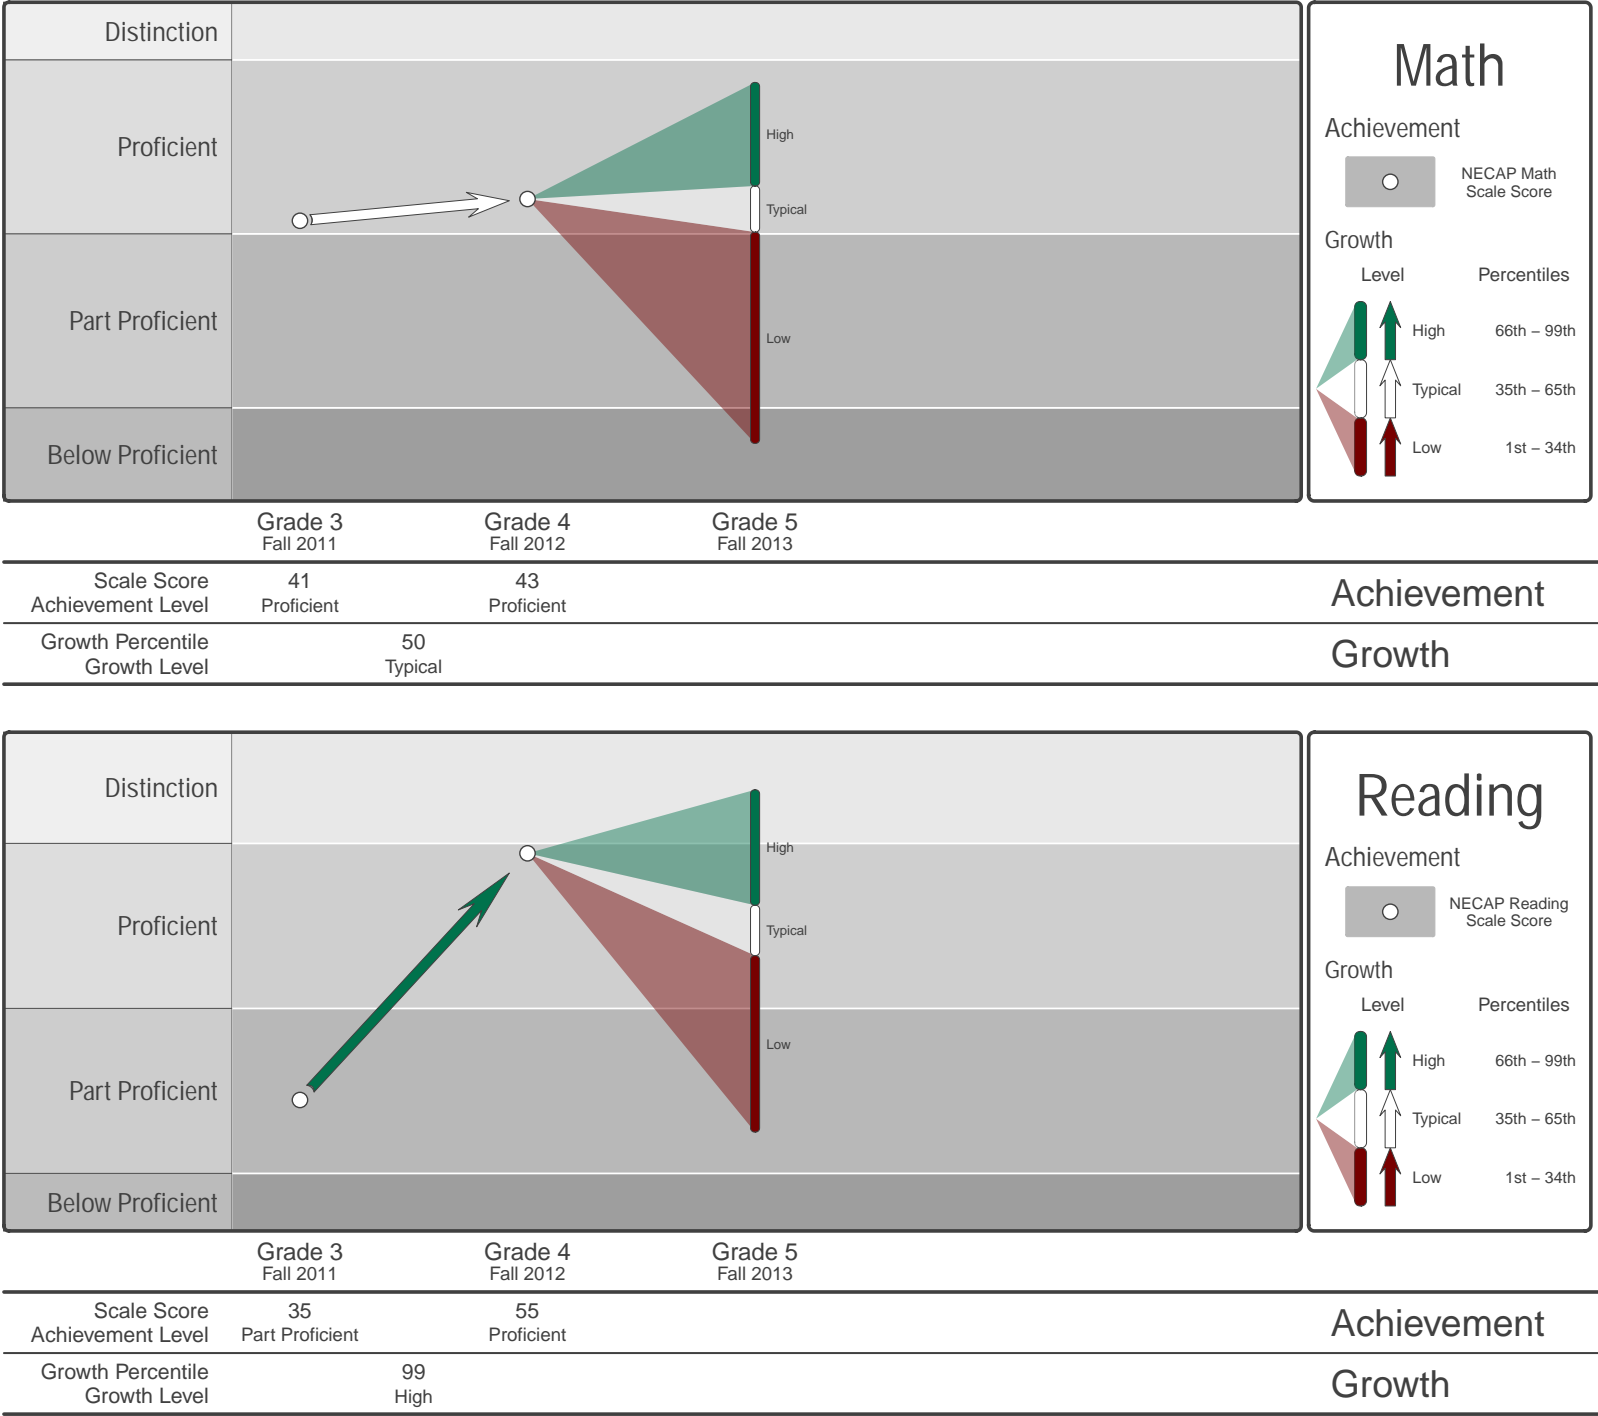 Distinction
Proficient
Part Proficient
Below Proficient
High
Typical
Low
Math
Achievement
NECAP Math
Scale Score
Growth
Level Percentiles
High 66th – 99th
Typical 35th – 65th
Low 1st – 34th
Grade 3 Grade 4 Grade 5
Fall 2011 Fall 2012 Fall 2013
Scale Score 41 43
Achievement Level Proficient Proficient
Achievement
Growth Percentile 50
Growth Level Typical
Growth
Distinction
Proficient
Part Proficient
Below Proficient
High
Typical
Low
Reading
Achievement
NECAP Reading
Scale Score
Growth
Level Percentiles
High 66th – 99th
Typical 35th – 65th
Low 1st – 34th
Grade 3 Grade 4 Grade 5
Fall 2011 Fall 2012 Fall 2013
Scale Score 35 55
Achievement Level Part Proficient Proficient
Achievement
Growth Percentile 99
Growth Level High
Growth